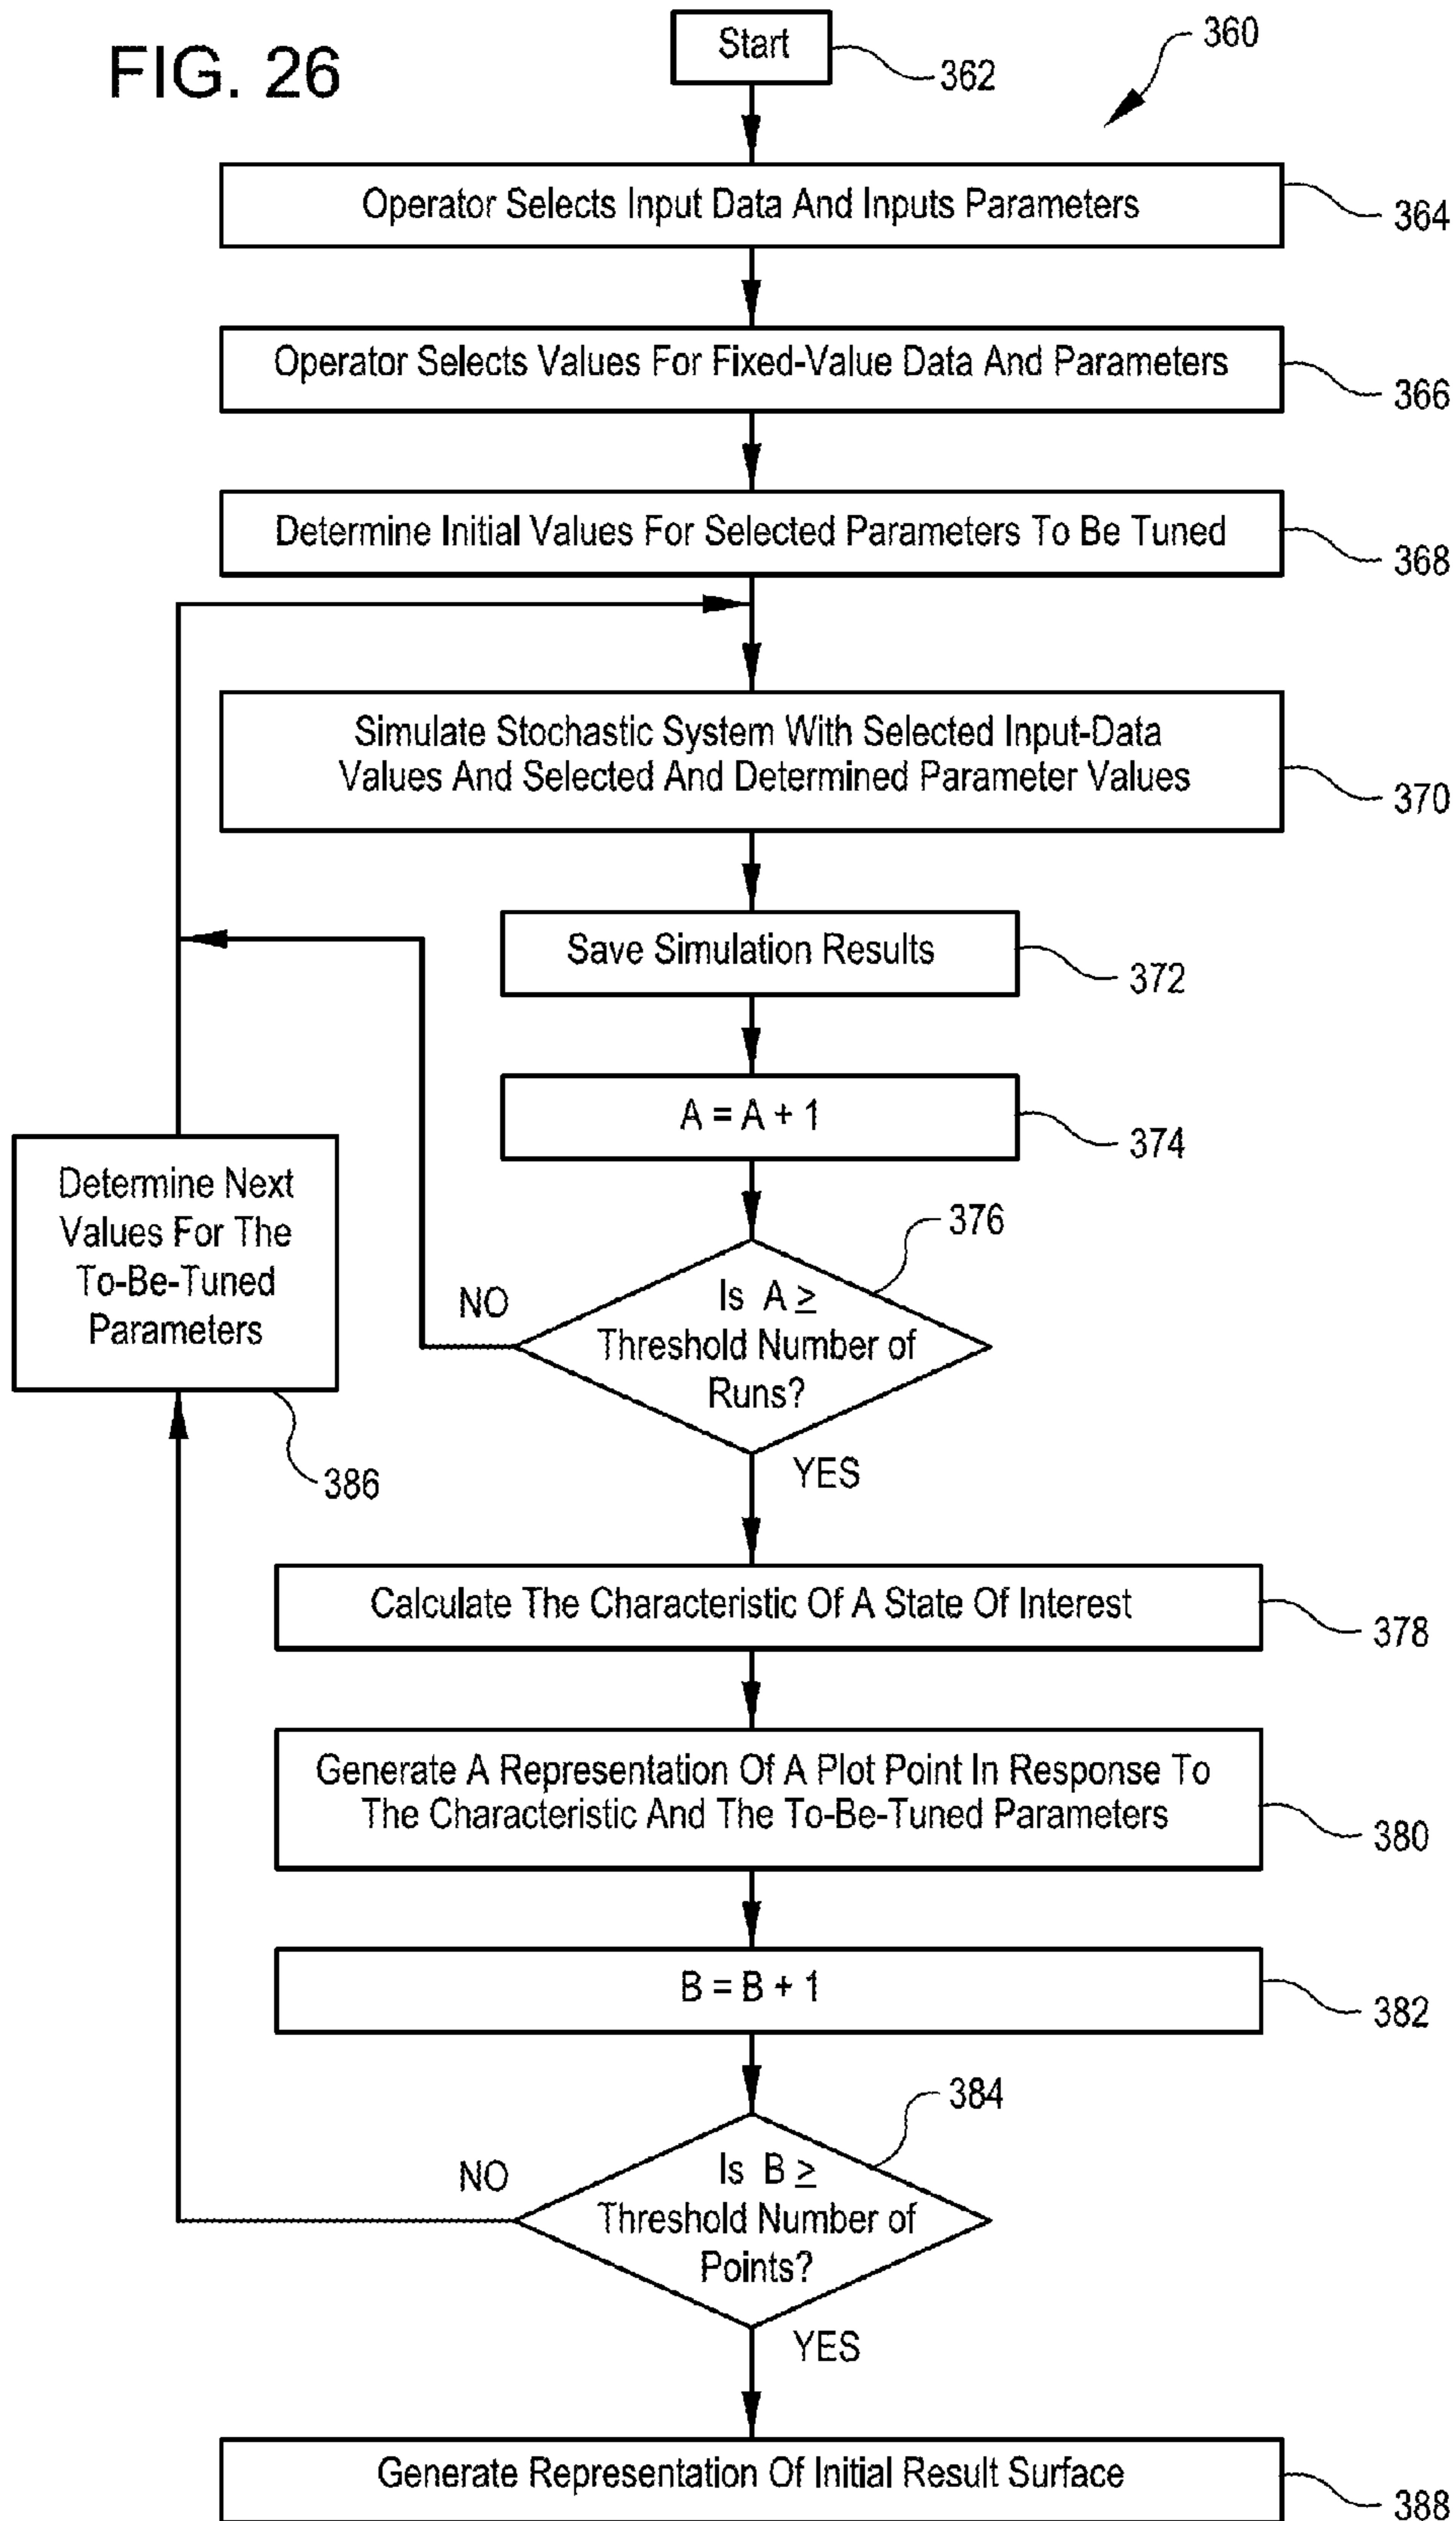 FIG. 26
Start
362
360
Operator Selects Input Data And Inputs Parameters
364
Operator Selects Values For Fixed-Value Data And Parameters
366
Determine Initial Values For Selected Parameters To Be Tuned
368
Simulate Stochastic System With Selected Input-Data
Values And Selected And Determined Parameter Values
370
Save Simulation Results
372
A = A + 1
374
Determine Next
Values For The
To-Be-Tuned
Parameters
386
376
NO
Is A ≥
Threshold Number of
Runs?
YES
Calculate The Characteristic Of A State Of Interest
378
Generate A Representation Of A Plot Point In Response To
The Characteristic And The To-Be-Tuned Parameters
380
B = B + 1
382
384
NO
Is B ≥
Threshold Number of
Points?
YES
Generate Representation Of Initial Result Surface
388